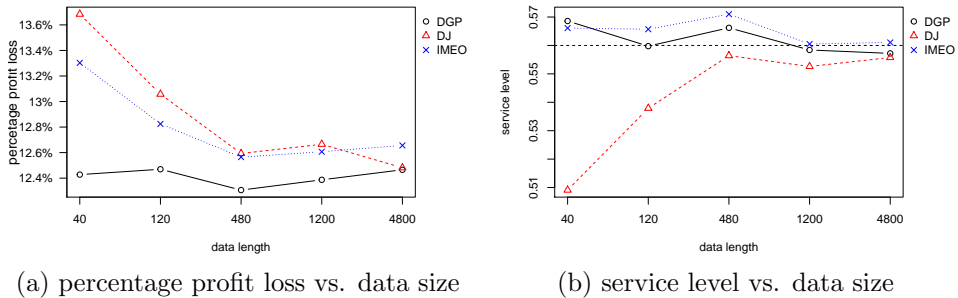 percetage profit loss
13.6%
13.4%
13.2%
13%
12.8%
12.6%
12.4%
40 120 480 1200 4800
data length
DGP
DJ
IMEO
(a) percentage profit loss vs. data size
service level
0.57
0.55
0.53
0.51
40 120 480 1200 4800
data length
DGP
DJ
IMEO
(b) service level vs. data size